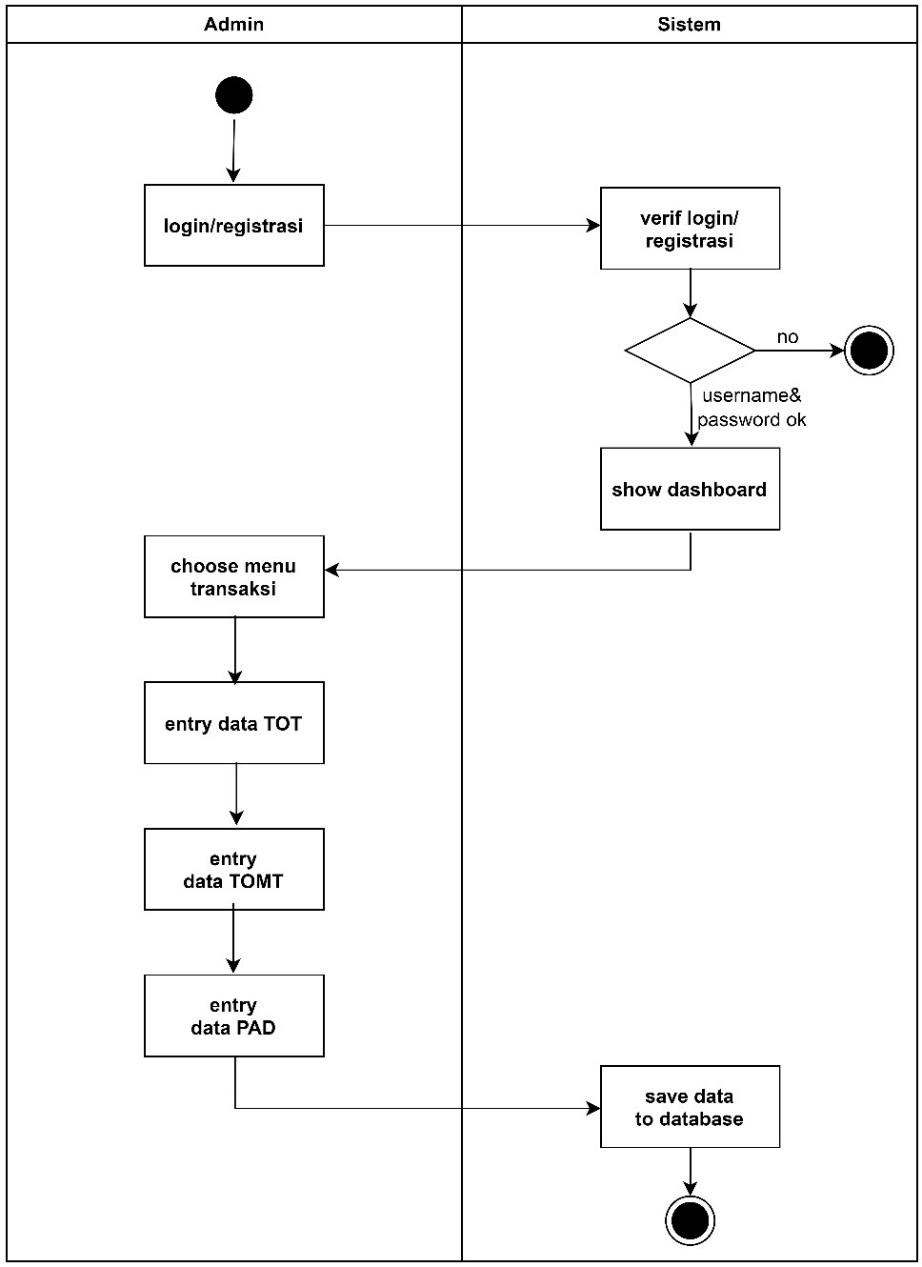 Admin
Sistem
login/registrasi
verif login/
registrasi
no
username&
password ok
show dashboard
choose menu
transaksi
entry data TOT
entry
data TOMT
entry
data PAD
save data
to database